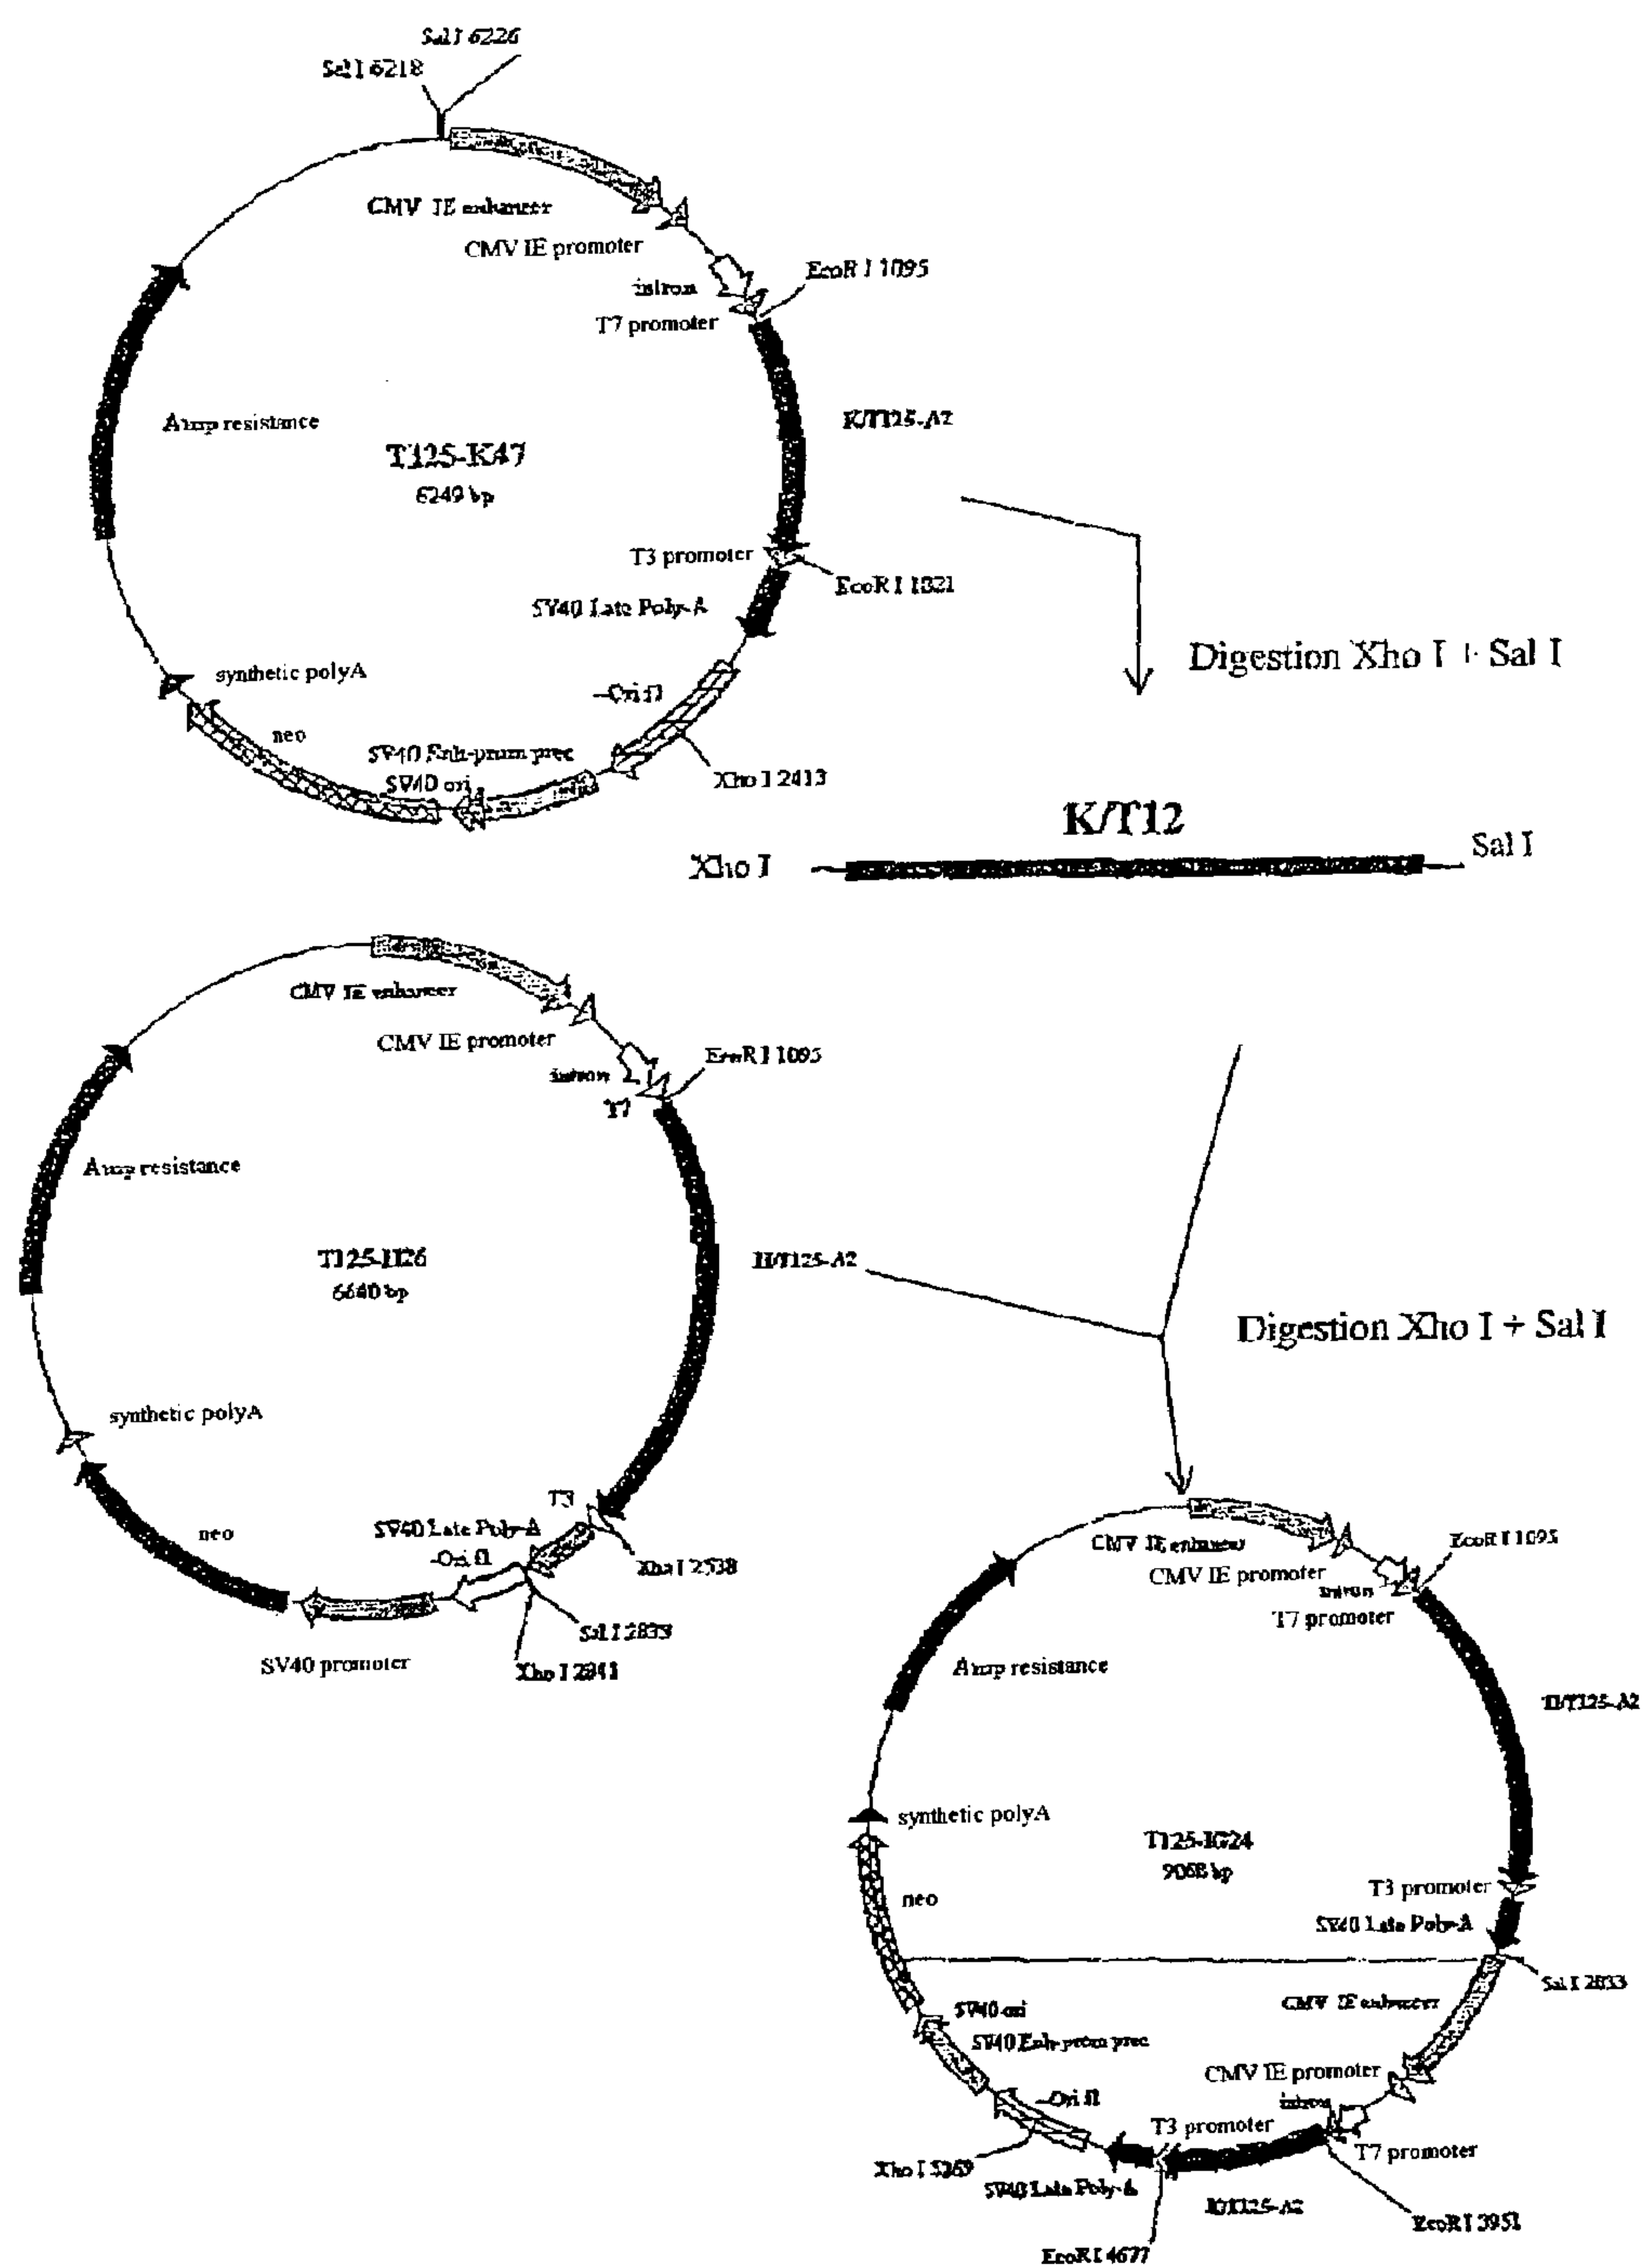 Sal I 6226
Sal I 6218
CMV IE enhancer
CMV IE promoter
EcoR I 1095
intron
T7 promoter
Amp resistance
K/T125-A2
T125-K47
6249 bp
T3 promoter
EcoR I 1821
SV40 Late Poly-A
Digestion Xho I + Sal I
synthetic polyA
-Ori f1
neo
SV40 Enh-prom prec
SV40 ori
Xho I 2413
K/T12
Xho I
Sal I
CMV IE enhancer
CMV IE promoter
EcoR I 1095
intron
T7
Amp resistance
T125-H26
6640 bp
H/T125-A2
Digestion Xho I + Sal I
synthetic polyA
T3
SV40 Late Poly-A
neo
-Ori f1
Xba I 2538
Sal I 2833
Xho I 2841
SV40 promoter
CMV IE enhancer
EcoR I 1095
CMV IE promoter
intron
T7 promoter
Amp resistance
H/T125-A2
synthetic polyA
T125-IG24
9068 bp
T3 promoter
neo
SV40 Late Poly-A
Sal I 2833
CMV IE enhancer
SV40 ori
SV40 Enh-prom prec
CMV IE promoter
-Ori f1
intron
T3 promoter
T7 promoter
Xho I 5269
SV40 Late Poly-A
K/T125-A2
EcoR I 3951
EcoR I 4677